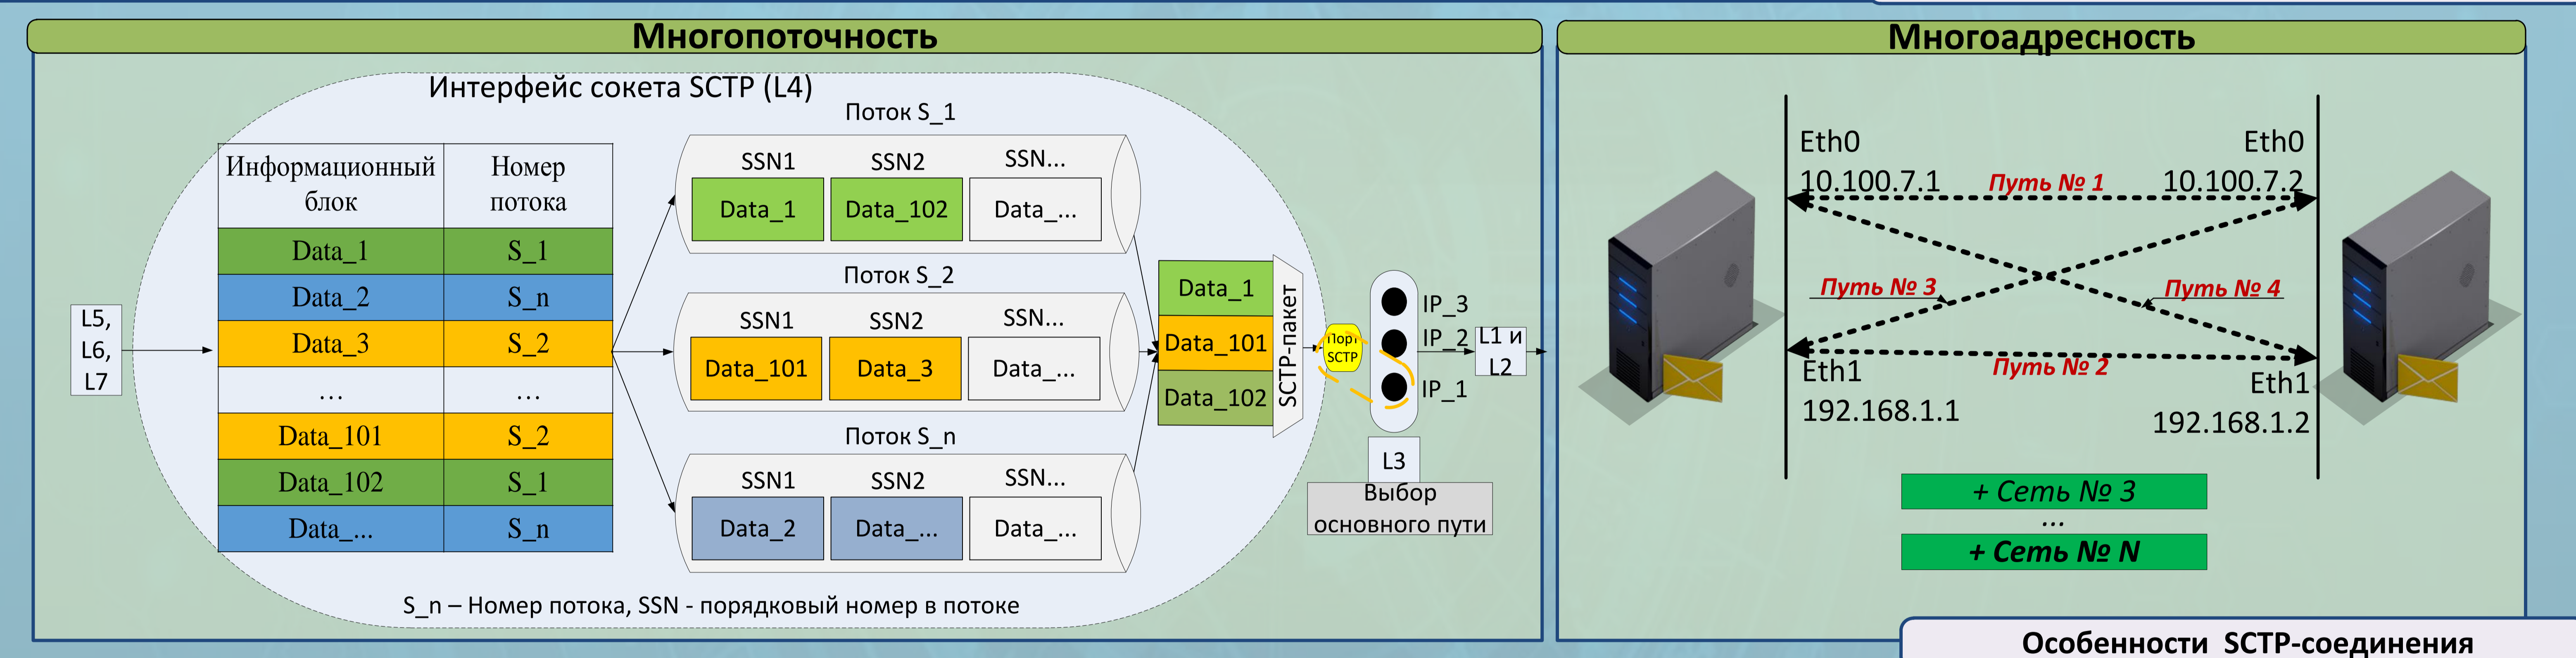 Многопоточность
Интерфейс сокета SCTP (L4)
L5,
L6,
L7
Информационный блок
Номер потока
Data_1 S_1
Data_2 S_n
Data_3 S_2
... ...
Data_101 S_2
Data_102 S_1
Data_... S_n
Поток S_1
SSN1 SSN2 SSN...
Data_1 Data_102 Data_...
Поток S_2
SSN1 SSN2 SSN...
Data_101 Data_3 Data_...
Поток S_n
SSN1 SSN2 SSN...
Data_2 Data_... Data_...
Data_1
Data_101
Data_102
SCTP-пакет
Порт
SCTP
IP_3
IP_2
IP_1
L1 и
L2
L3
Выбор
основного пути
S_n – Номер потока, SSN - порядковый номер в потоке
Многоадресность
Eth0 Eth0
10.100.7.1 Путь № 1 10.100.7.2
Путь № 3 Путь № 4
Путь № 2
Eth1 Eth1
192.168.1.1 192.168.1.2
+ Сеть № 3
...
+ Сеть № N
Особенности SCTP-соединения